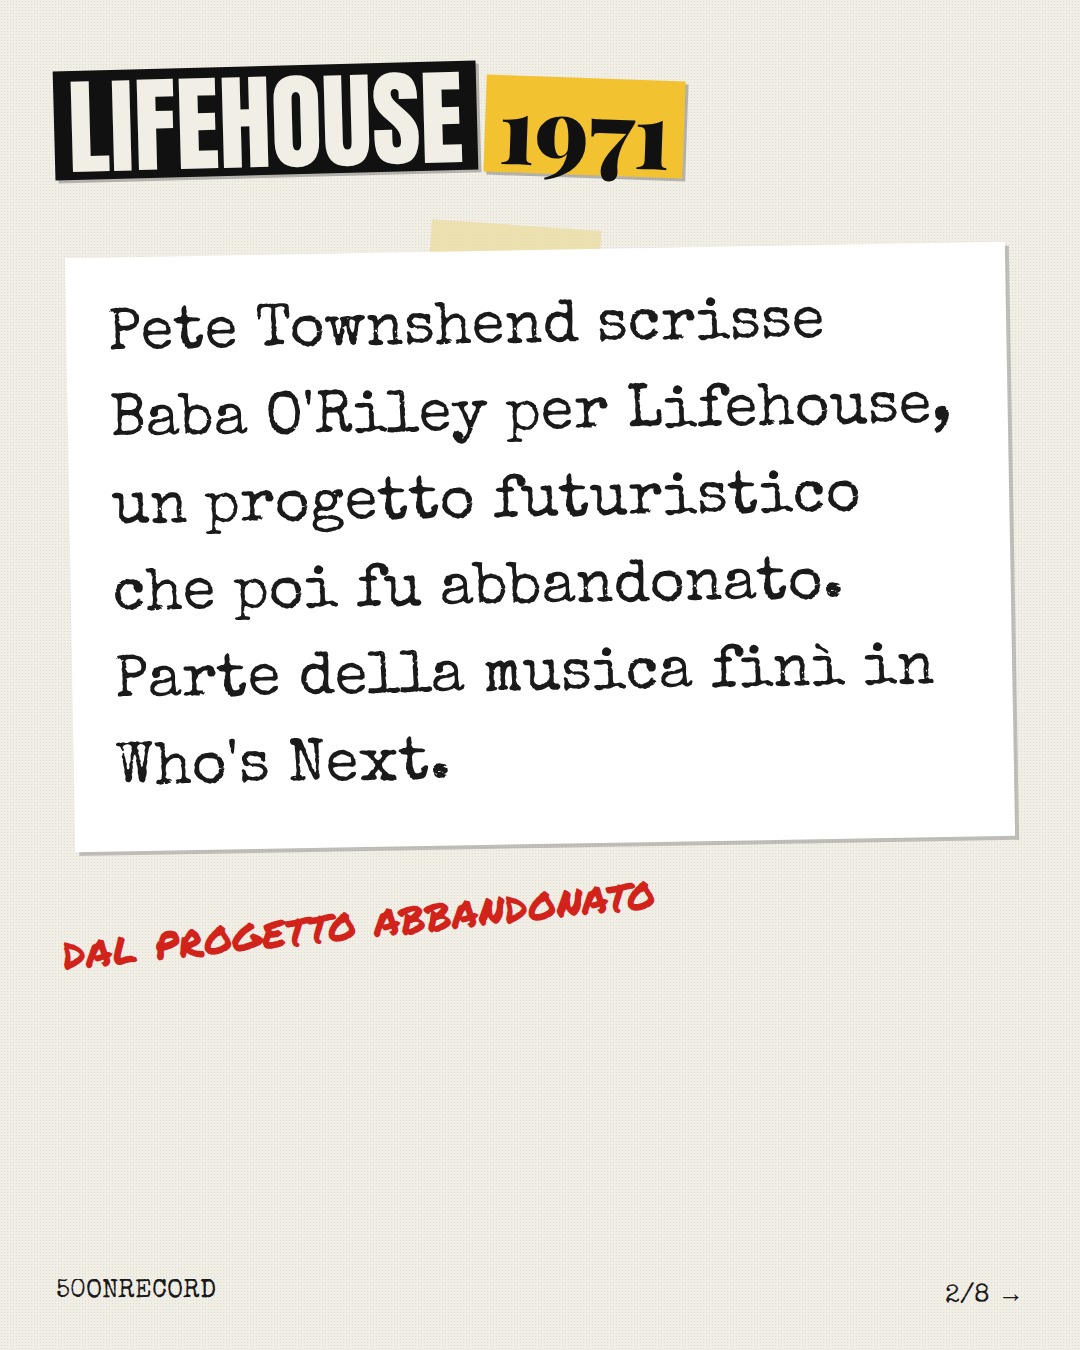 LIFEHOUSE 1971
Pete Townshend scrisse
Baba O'Riley per Lifehouse,
un progetto futuristico
che poi fu abbandonato.
Parte della musica finì in
Who's Next.
DAL PROGETTO ABBANDONATO
50ONRECORD
2/8 →